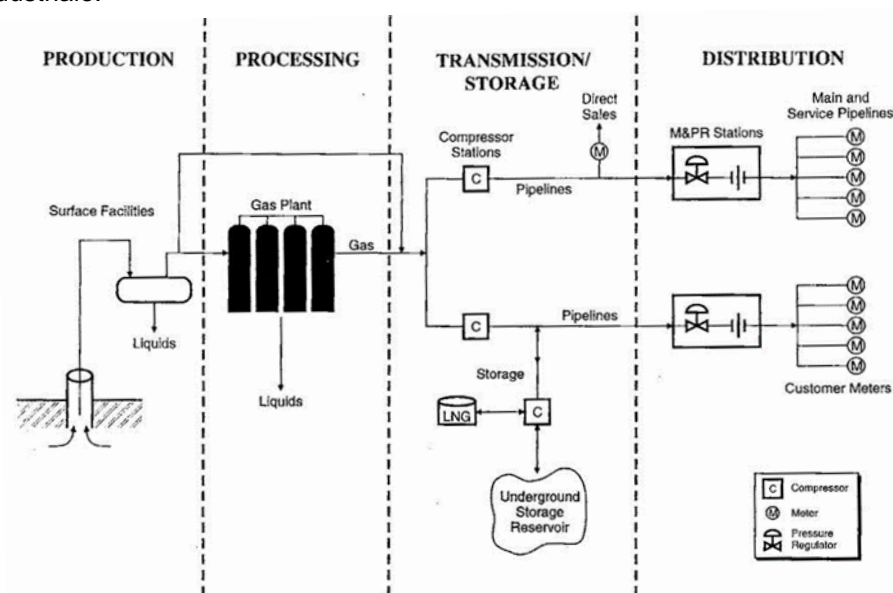 PRODUCTION
PROCESSING
TRANSMISSION/
STORAGE
DISTRIBUTION
Direct
Sales
Main and
Service Pipelines
Compressor
Stations
M&PR Stations
M
M
M
M
M
M
C
Pipelines
Surface Facilities
Gas Plant
Gas
Liquids
Liquids
C
Pipelines
M
M
M
M
M
Customer Meters
Storage
LNG
C
Underground
Storage
Reservoir
C Compressor
M Meter
Pressure
Regulator